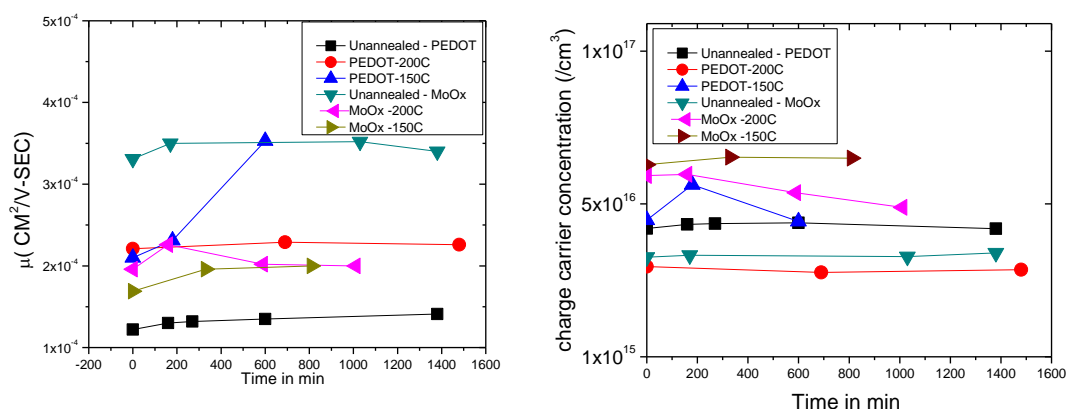 5x10⁻⁴
4x10⁻⁴
3x10⁻⁴
2x10⁻⁴
1x10⁻⁴
μ( CM²/V-SEC)
Unannealed - PEDOT
PEDOT-200C
PEDOT-150C
Unannealed - MoOx
MoOx -200C
MoOx -150C
-200 0 200 400 600 800 1000 1200 1400 1600
Time in min
1x10¹⁷
5x10¹⁶
1x10¹⁵
charge carrier concentration (/cm³)
Unannealed - PEDOT
PEDOT-200C
PEDOT-150C
Unannealed - MoOx
MoOx -200C
MoOx -150C
0 200 400 600 800 1000 1200 1400 1600
Time in min